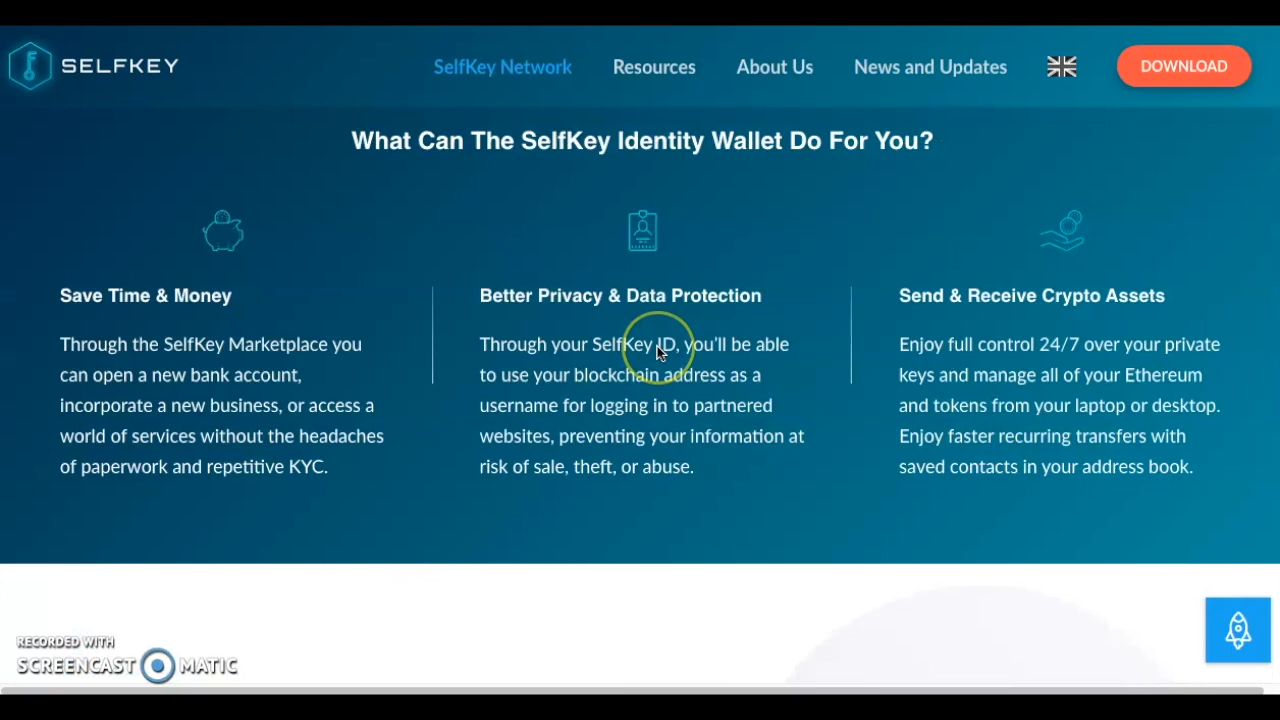 SELFKEY
SelfKey Network Resources About Us News and Updates DOWNLOAD
What Can The SelfKey Identity Wallet Do For You?
Save Time & Money
Through the SelfKey Marketplace you
can open a new bank account,
incorporate a new business, or access a
world of services without the headaches
of paperwork and repetitive KYC.
Better Privacy & Data Protection
Through your SelfKey ID, you'll be able
to use your blockchain address as a
username for logging in to partnered
websites, preventing your information at
risk of sale, theft, or abuse.
Send & Receive Crypto Assets
Enjoy full control 24/7 over your private
keys and manage all of your Ethereum
and tokens from your laptop or desktop.
Enjoy faster recurring transfers with
saved contacts in your address book.
RECORDED WITH
SCREENCAST MATIC